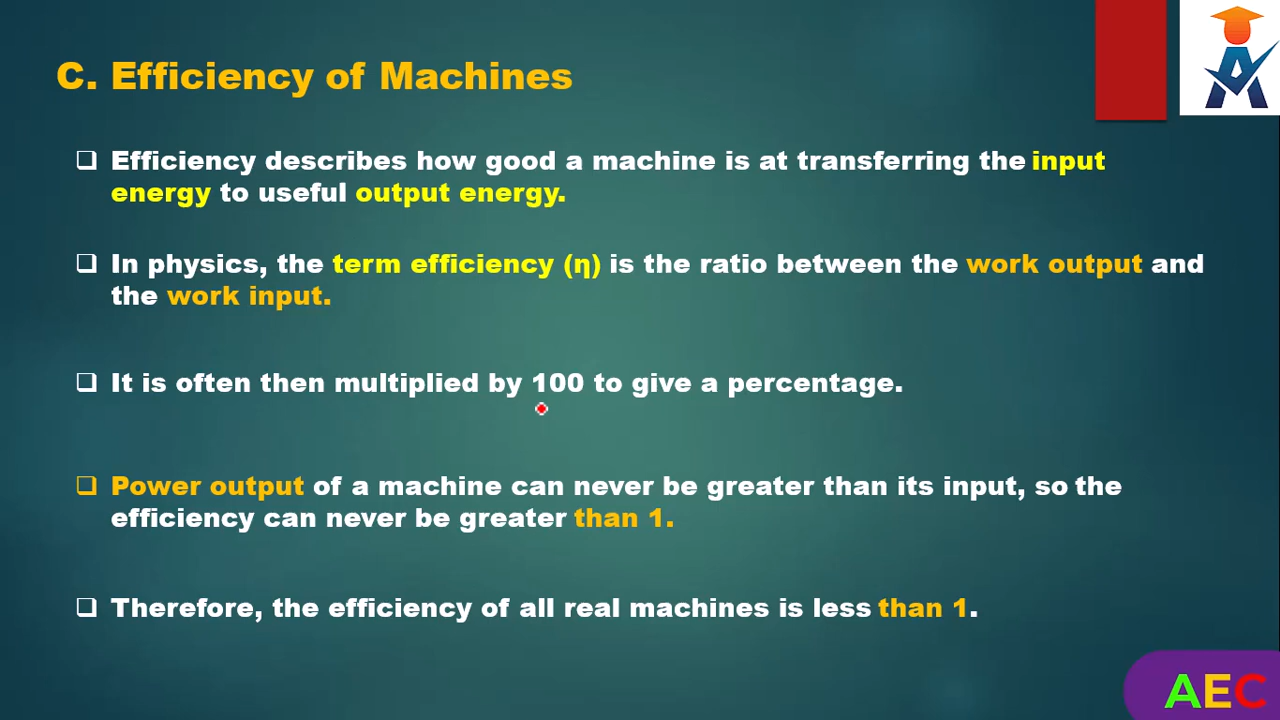 C. Efficiency of Machines
❑ Efficiency describes how good a machine is at transferring the input
energy to useful output energy.
❑ In physics, the term efficiency (η) is the ratio between the work output and
the work input.
❑ It is often then multiplied by 100 to give a percentage.
❑ Power output of a machine can never be greater than its input, so the
efficiency can never be greater than 1.
❑ Therefore, the efficiency of all real machines is less than 1.
AEC